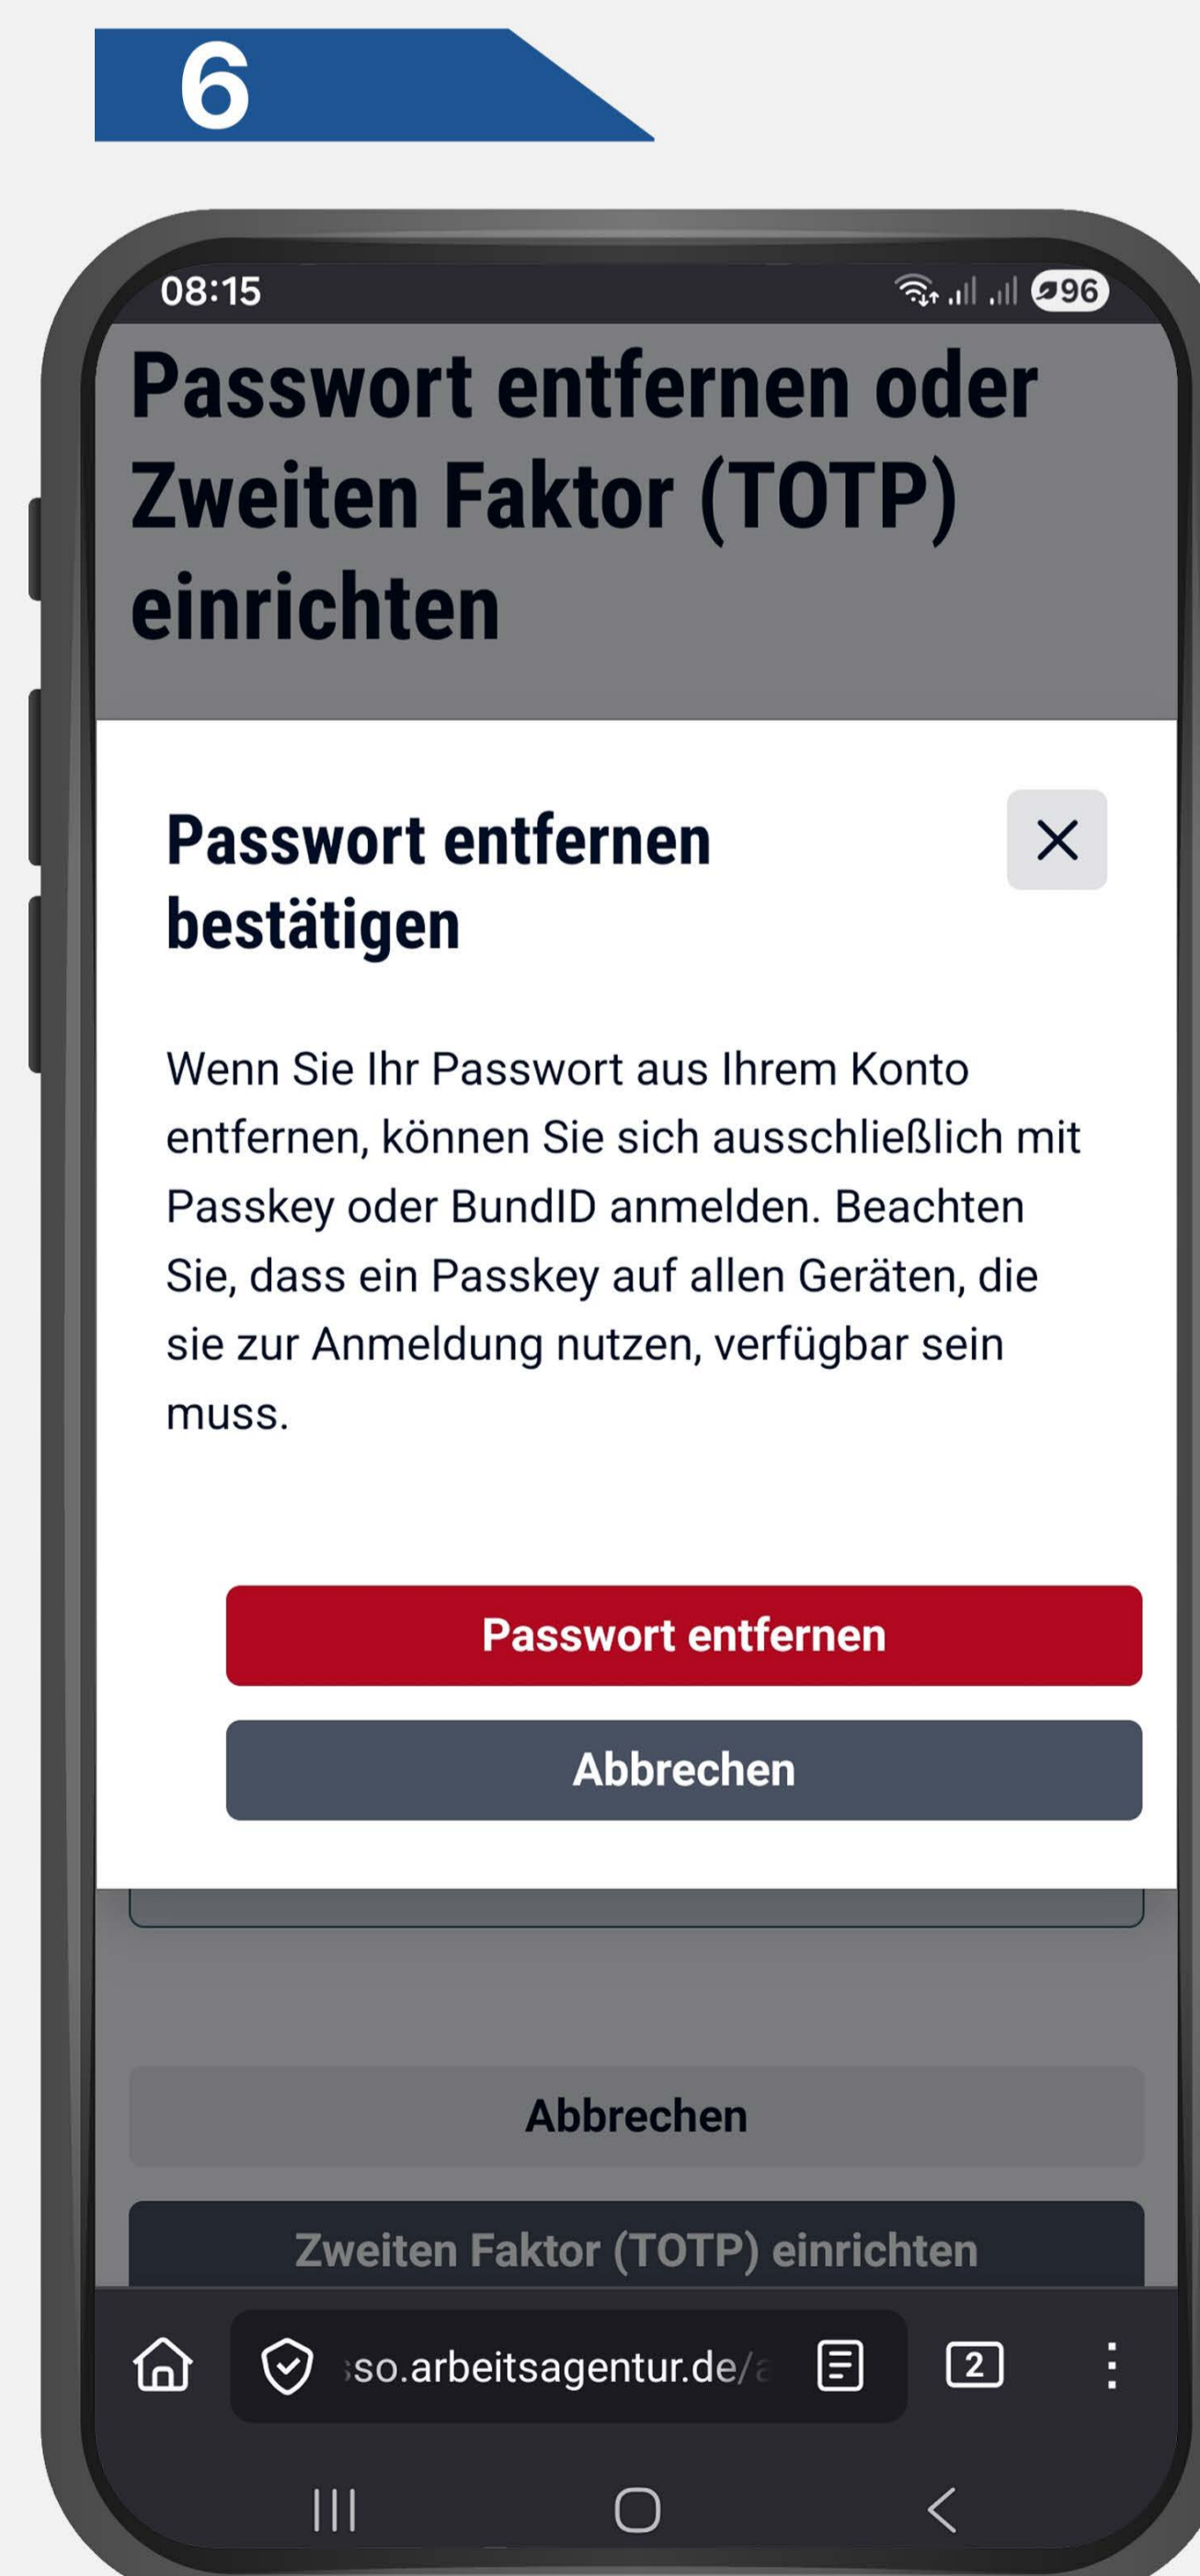 6
08:15
96
Passwort entfernen oder
Zweiten Faktor (TOTP)
einrichten
Passwort entfernen
bestätigen
Wenn Sie Ihr Passwort aus Ihrem Konto
entfernen, können Sie sich ausschließlich mit
Passkey oder BundID anmelden. Beachten
Sie, dass ein Passkey auf allen Geräten, die
sie zur Anmeldung nutzen, verfügbar sein
muss.
Passwort entfernen
Abbrechen
Abbrechen
Zweiten Faktor (TOTP) einrichten
so.arbeitsagentur.de/
2